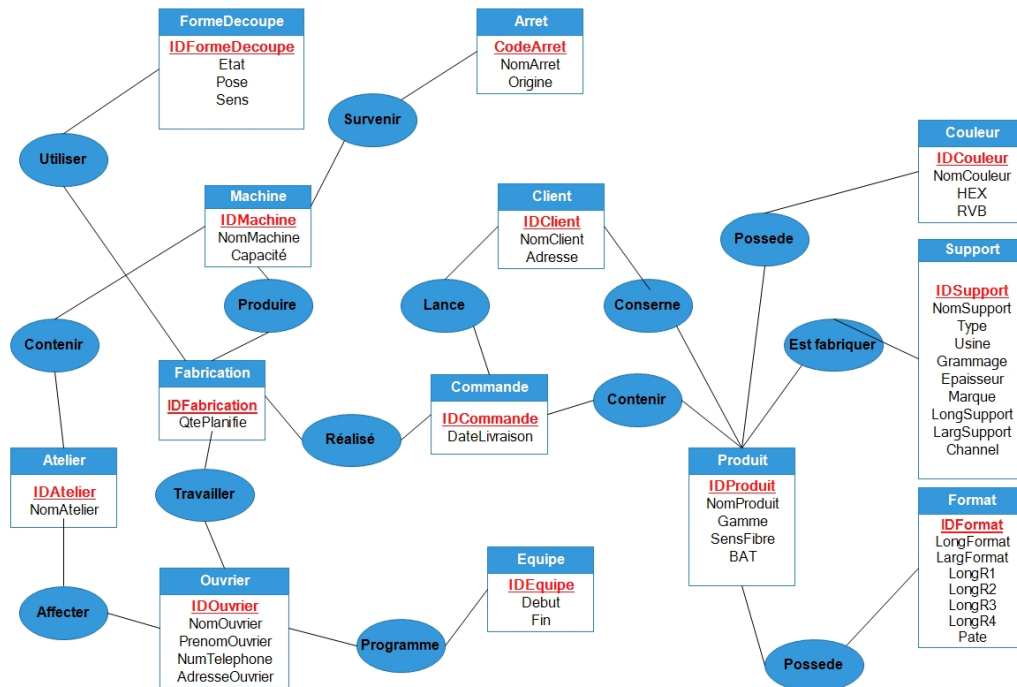 FormeDecoupe
IDFormeDecoupe
Etat
Pose
Sens
Arret
CodeArret
NomArret
Origine
Survenir
Utiliser
Couleur
IDCouleur
NomCouleur
HEX
RVB
Machine
IDMachine
NomMachine
Capacité
Client
IDClient
NomClient
Adresse
Possede
Support
IDSupport
NomSupport
Type
Usine
Grammage
Epaisseur
Marque
LongSupport
LargSupport
Channel
Produire
Lance
Conserne
Contenir
Est fabriquer
Fabrication
IDFabrication
QtePlanifie
Commande
IDCommande
DateLivraison
Contenir
Réalisé
Atelier
IDAtelier
NomAtelier
Travailler
Produit
IDProduit
NomProduit
Gamme
SensFibre
BAT
Format
IDFormat
LongFormat
LargFormat
LongR1
LongR2
LongR3
LongR4
Pate
Ouvrier
IDOuvrier
NomOuvrier
PrenomOuvrier
NumTelephone
AdresseOuvrier
Equipe
IDEquipe
Debut
Fin
Affecter
Programme
Possede